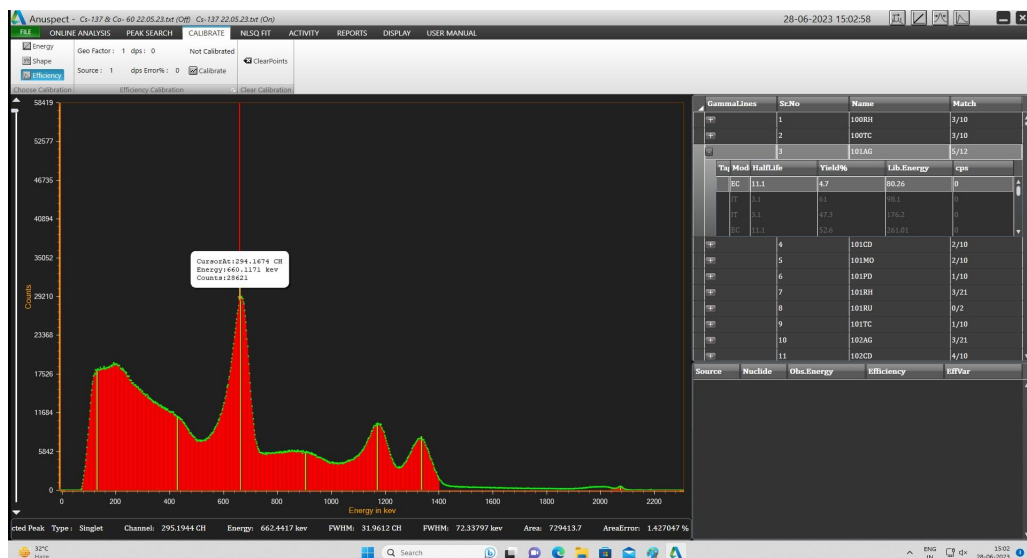 Anuspect - Cs-137 & Co- 60 22.05.23.txt (Off) Cs-137 22.05.23.txt (On)
28-06-2023 15:02:58
FILE ONLINE ANALYSIS PEAK SEARCH CALIBRATE NLSQ FIT ACTIVITY REPORTS DISPLAY USER MANUAL
Energy
Shape
Efficiency
Choose Calibration
Geo Factor : 1 dps : 0 Not Calibrated
Source : 1 dps Error% : 0 Calibrate
Efficiency Calibration
ClearPoints
Clear Calibration
58419
52577
46735
40894
35052
29210
23368
17526
11684
5842
0
Counts
CursorAt:294.1674 CH
Energy:660.1171 kev
Counts:28621
0 200 400 600 800 1000 1200 1400 1600 1800 2000 2200
Energy in kev
cted Peak Type : Singlet Channel: 295.1944 CH Energy: 662.4417 kev FWHM: 31.9612 CH FWHM: 72.33797 kev Area: 729413.7 AreaError: 1.427047 %
GammaLines Sr.No Name Match
1 100RH 3/10
2 100TC 3/10
3 101AG 5/12
Tag Mod HalfLife Yield% Lib.Energy cps
EC 11.1 4.7 80.26 0
IT 3.1 61 98.1 0
IT 3.1 47.3 176.2 0
EC 11.1 52.6 261.01 0
4 101CD 2/10
5 101MO 2/10
6 101PD 1/10
7 101RH 3/21
8 101RU 0/2
9 101TC 1/10
10 102AG 3/21
11 102CD 4/10
Source Nuclide Obs.Energy Efficiency EffVar
32°C
Haze
Search
ENG
IN
15:02
28-06-2023